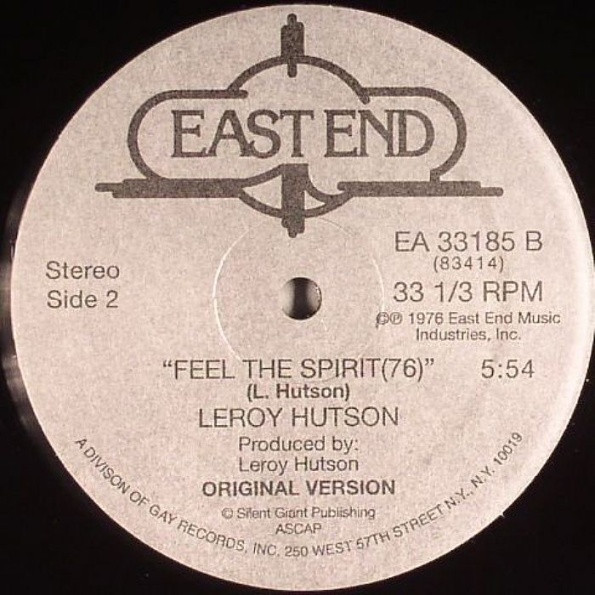 EAST END
Stereo
Side 2
EA 33185 B
(83414)
33 1/3 RPM
©℗ 1976 East End Music
Industries, Inc.
"FEEL THE SPIRIT(76)" 5:54
(L. Hutson)
LEROY HUTSON
Produced by:
Leroy Hutson
ORIGINAL VERSION
© Silent Giant Publishing
ASCAP
A DIVISON OF GAY RECORDS, INC. 250 WEST 57TH STREET N.Y., N.Y. 10019